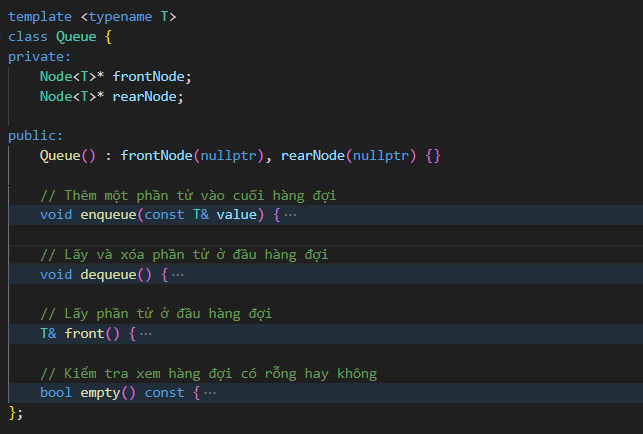 template <typename T>
class Queue {
private:
    Node<T>* frontNode;
    Node<T>* rearNode;

public:
    Queue() : frontNode(nullptr), rearNode(nullptr) {}

    // Thêm một phần tử vào cuối hàng đợi
    void enqueue(const T& value) {···

    // Lấy và xóa phần tử ở đầu hàng đợi
    void dequeue() {···

    // Lấy phần tử ở đầu hàng đợi
    T& front() {···

    // Kiểm tra xem hàng đợi có rỗng hay không
    bool empty() const {···
};